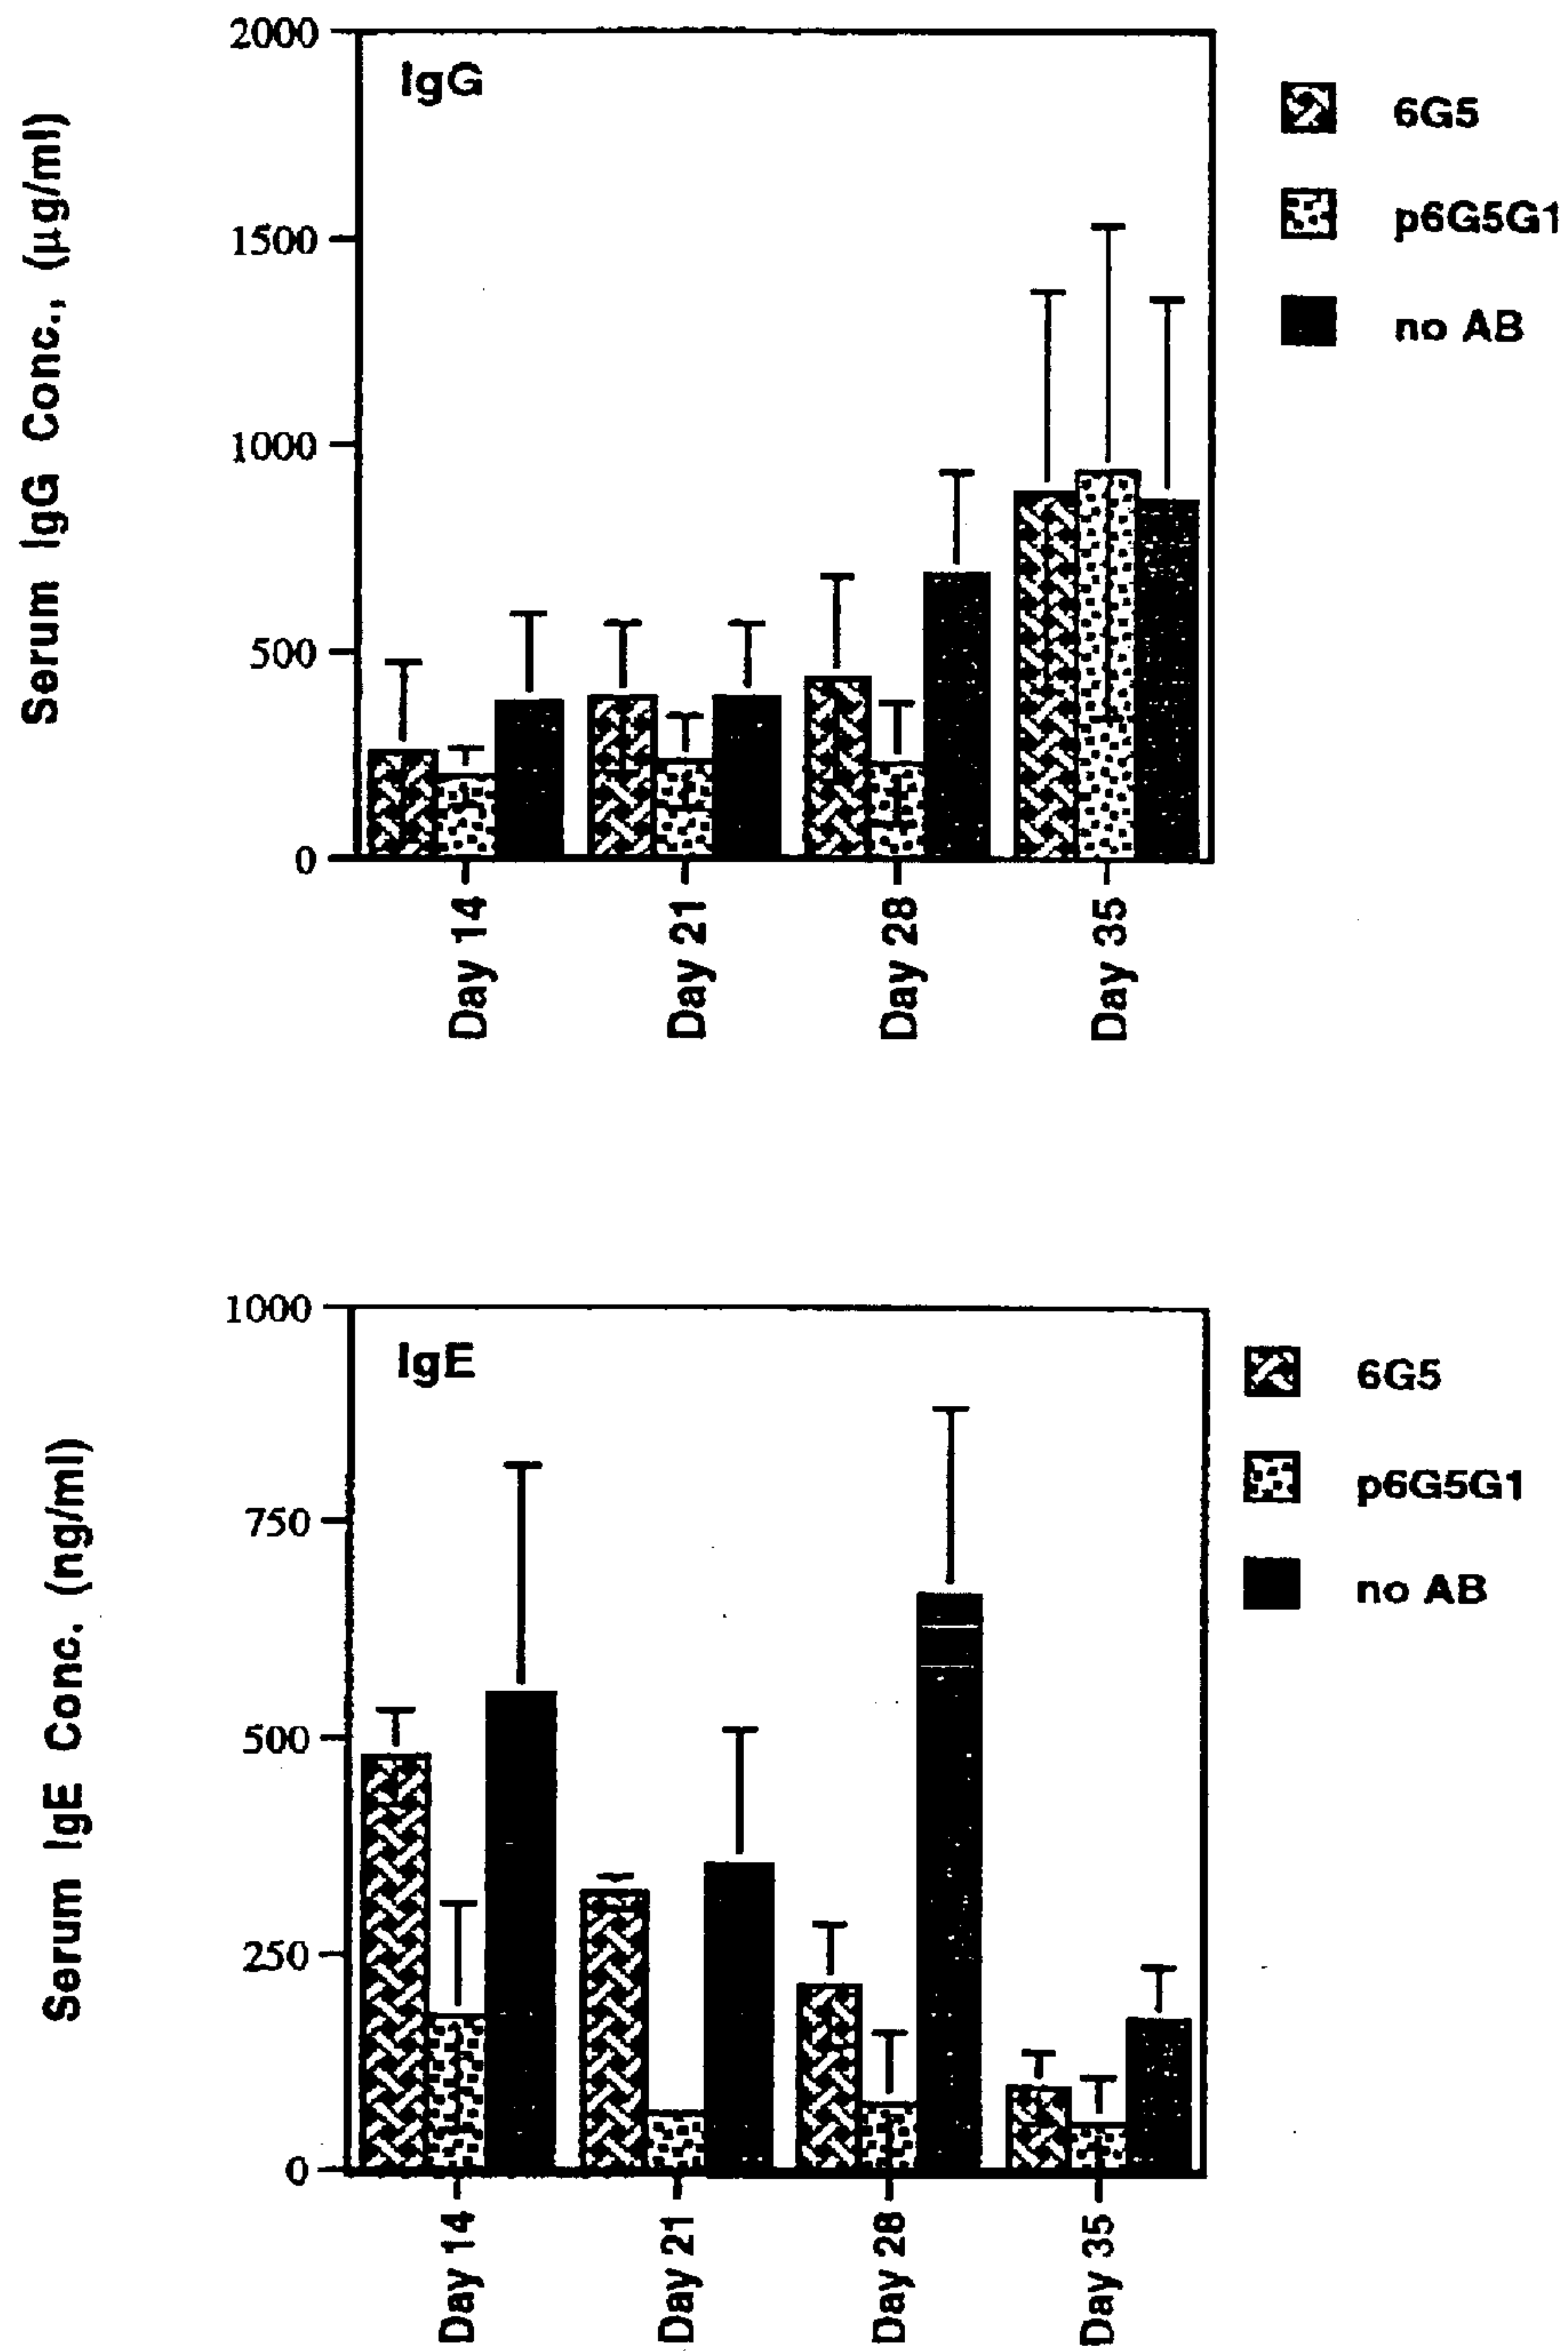 2000
1500
1000
500
0
Serum IgG Conc., (µg/ml)
IgG
6G5
p6G5G1
no AB
Day 14
Day 21
Day 28
Day 35
1000
750
500
250
0
Serum IgE Conc. (ng/ml)
IgE
6G5
p6G5G1
no AB
Day 14
Day 21
Day 28
Day 35